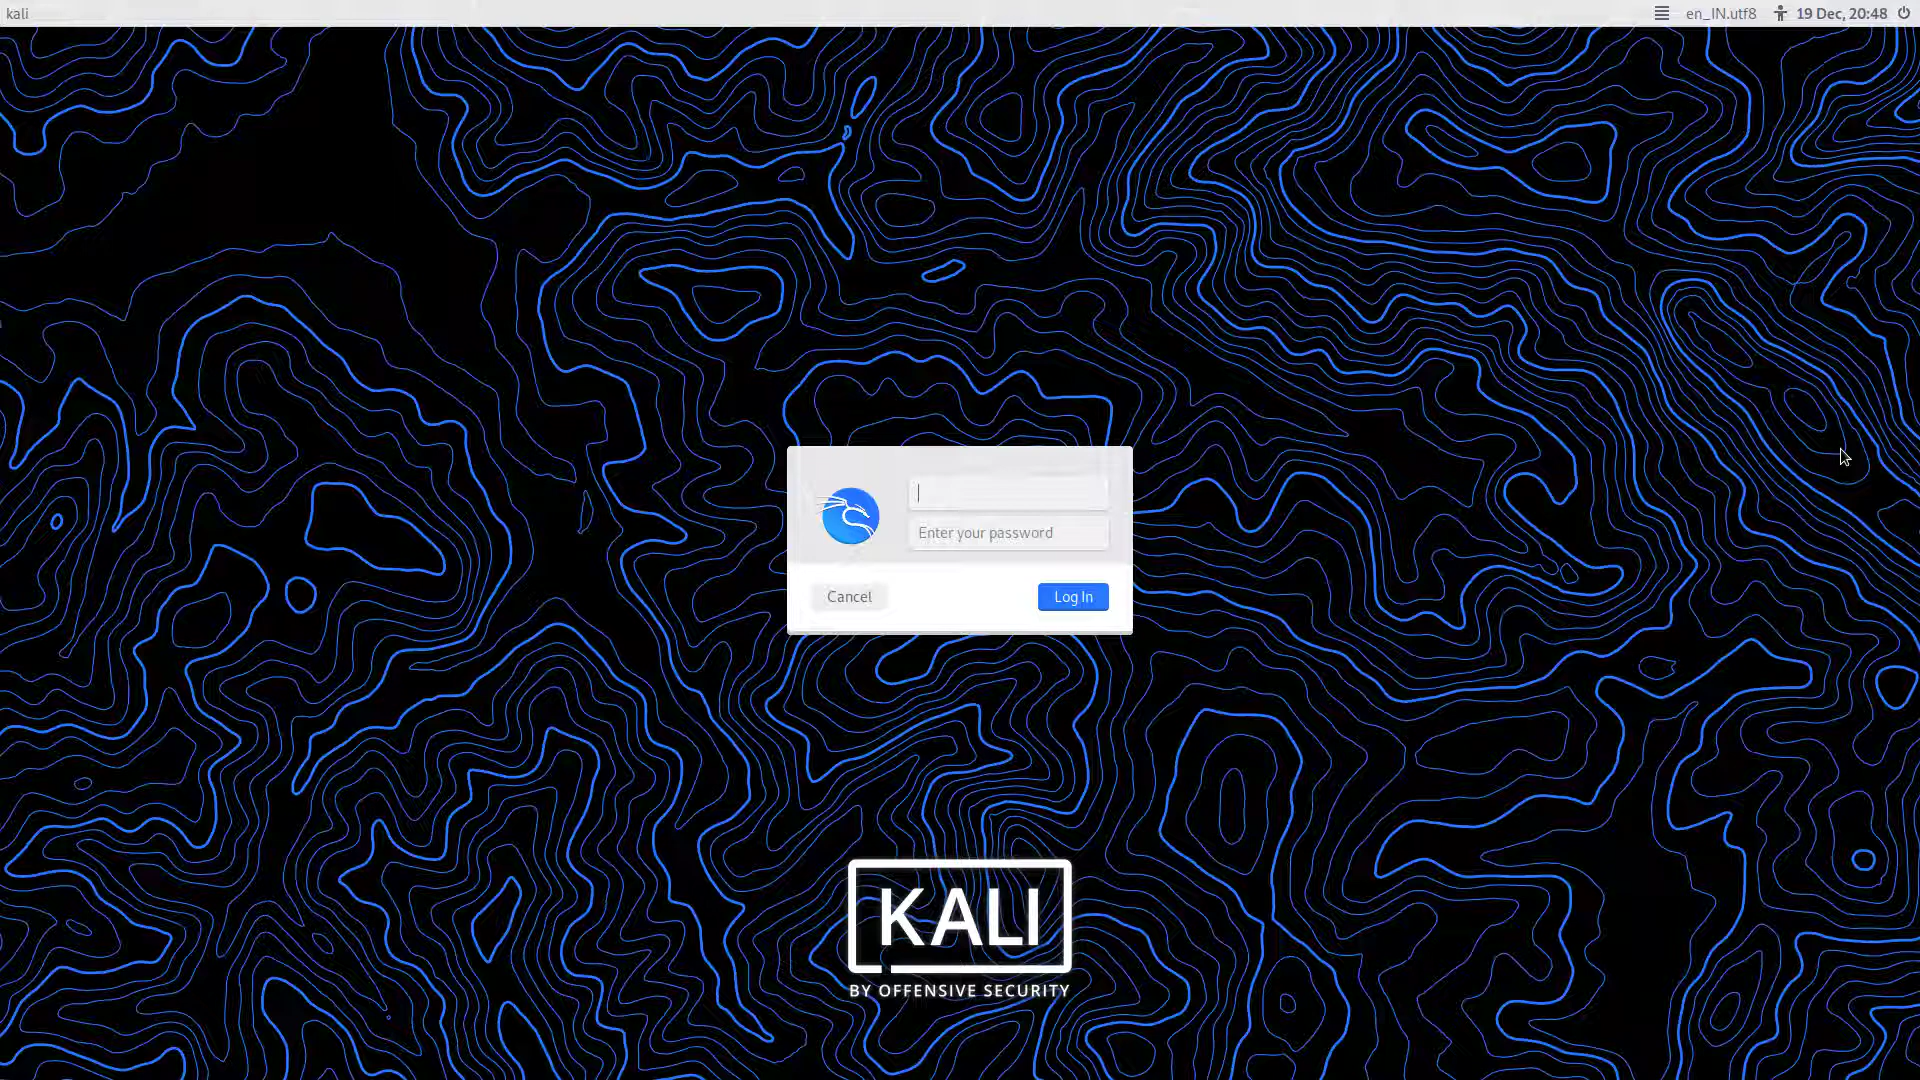 kali
en_IN.utf8 19 Dec, 20:48
Enter your password
Cancel Log In
KALI
BY OFFENSIVE SECURITY